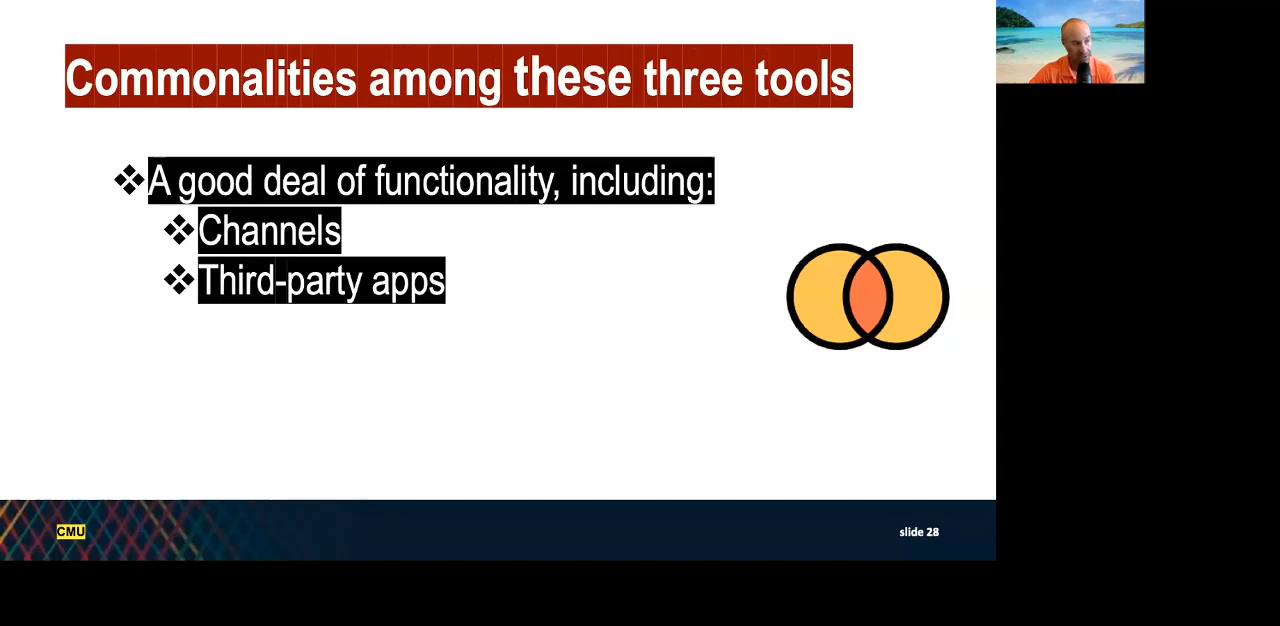 Commonalities among these three tools
A good deal of functionality, including:
Channels
Third-party apps
CMU
slide 28